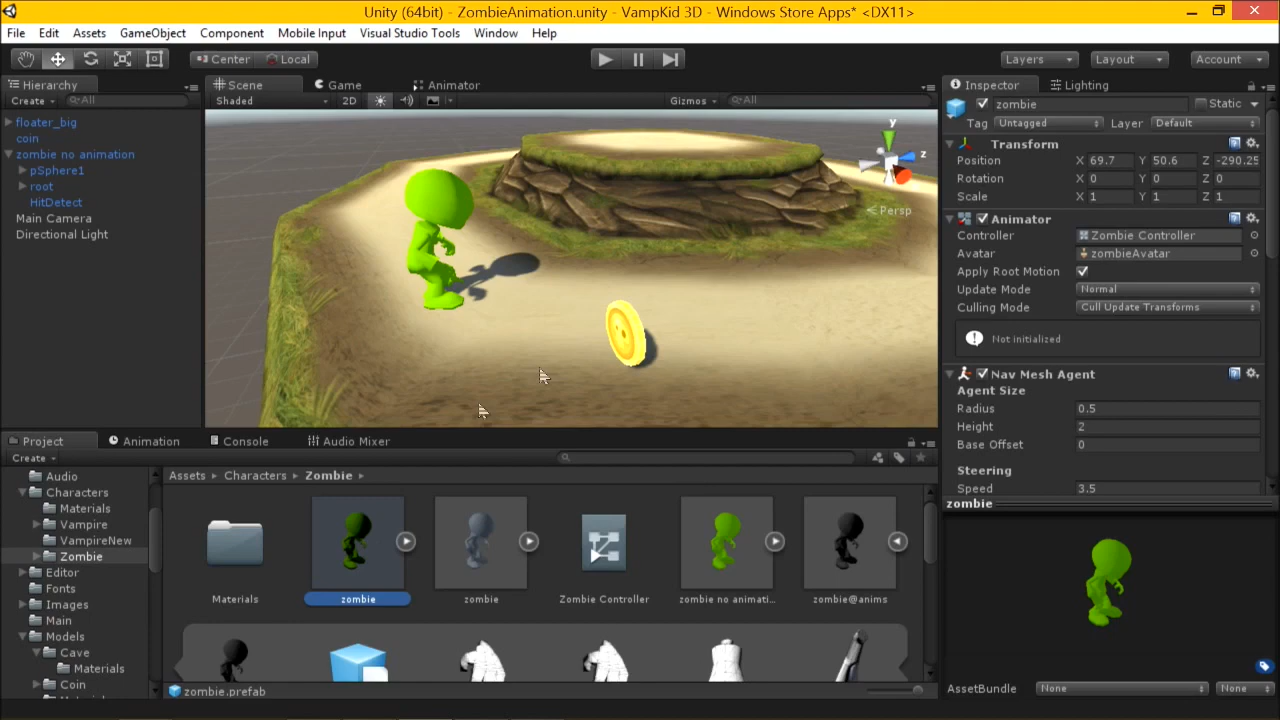 Unity (64bit) - ZombieAnimation.unity - VampKid 3D - Windows Store Apps* <DX11>
File Edit Assets GameObject Component Mobile Input Visual Studio Tools Window Help
Center Local Layers Layout Account
Hierarchy Scene Game Animator Inspector Lighting
Create All Shaded 2D Gizmos All zombie Static
Tag Untagged Layer Default
floater_big
coin
zombie no animation
pSphere1
root
HitDetect
Main Camera
Directional Light
y
z
Persp
Transform
Position X 69.7 Y 50.6 Z -290.25
Rotation X 0 Y 0 Z 0
Scale X 1 Y 1 Z 1
Animator
Controller Zombie Controller
Avatar zombieAvatar
Apply Root Motion
Update Mode Normal
Culling Mode Cull Update Transforms
Not initialized
Nav Mesh Agent
Agent Size
Radius 0.5
Height 2
Base Offset 0
Steering
Speed 3.5
Project Animation Console Audio Mixer
Create
Audio
Characters
Materials
Vampire
VampireNew
Zombie
Editor
Fonts
Images
Main
Models
Cave
Materials
Coin
Assets Characters Zombie
Materials zombie zombie Zombie Controller zombie no animati... zombie@anims
zombie.prefab
zombie
AssetBundle None None